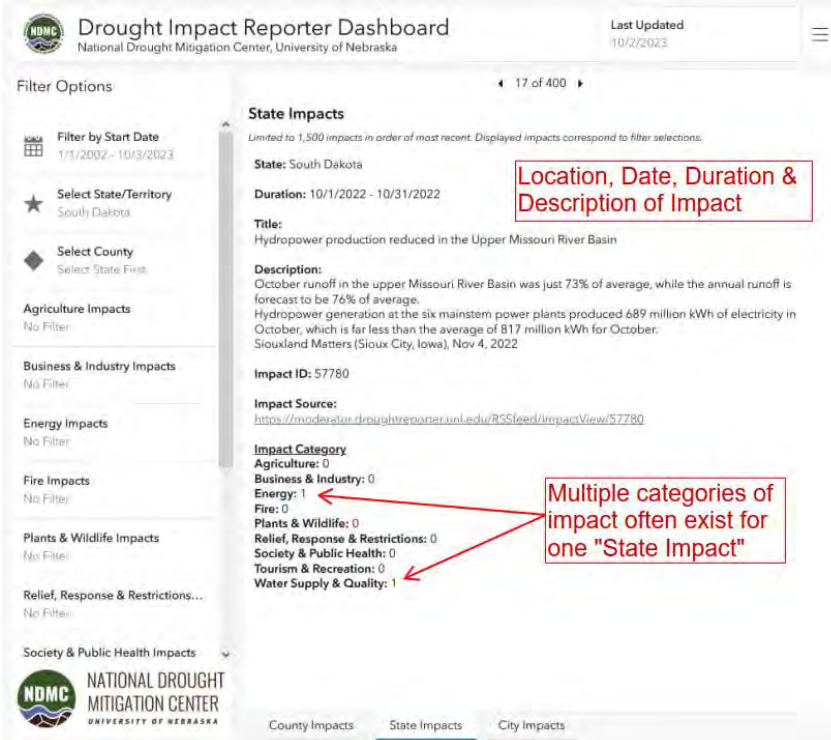 NDMC
Drought Impact Reporter Dashboard
National Drought Mitigation Center, University of Nebraska
Last Updated
10/2/2023
Filter Options
Filter by Start Date
1/1/2002 - 10/3/2023
Select State/Territory
South Dakota
Select County
Select State First
Agriculture Impacts
No Filter
Business & Industry Impacts
No Filter
Energy Impacts
No Filter
Fire Impacts
No Filter
Plants & Wildlife Impacts
No Filter
Relief, Response & Restrictions...
No Filter
Society & Public Health Impacts
NDMC
NATIONAL DROUGHT
MITIGATION CENTER
UNIVERSITY OF NEBRASKA
17 of 400
State Impacts
Limited to 1,500 impacts in order of most recent. Displayed impacts correspond to filter selections.
State: South Dakota
Duration: 10/1/2022 - 10/31/2022
Location, Date, Duration &
Description of Impact
Title:
Hydropower production reduced in the Upper Missouri River Basin
Description:
October runoff in the upper Missouri River Basin was just 73% of average, while the annual runoff is
forecast to be 76% of average.
Hydropower generation at the six mainstem power plants produced 689 million kWh of electricity in
October, which is far less than the average of 817 million kWh for October.
Siouxland Matters (Sioux City, Iowa), Nov 4, 2022
Impact ID: 57780
Impact Source:
https://moderator.droughtreporter.unl.edu/RSSfeed/ImpactView/57780
Impact Category
Agriculture: 0
Business & Industry: 0
Energy: 1
Fire: 0
Plants & Wildlife: 0
Relief, Response & Restrictions: 0
Society & Public Health: 0
Tourism & Recreation: 0
Water Supply & Quality: 1
Multiple categories of
impact often exist for
one "State Impact"
County Impacts
State Impacts
City Impacts